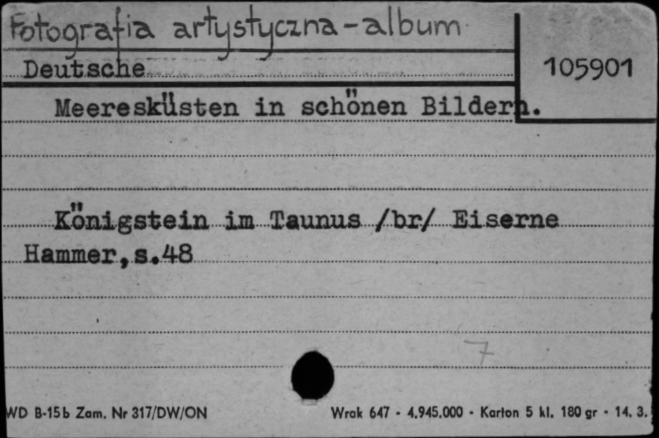 Fotografia artystyczna - album
Deutsche
105901
Meeresküsten in schönen Bildern.
Königstein im Taunus /br/ Eiserne
Hammer, s.48
7
WD B-15b Zam. Nr 317/DW/ON
Wrak 647 - 4.945.000 - Karton 5 kl. 180 gr - 14. 3.